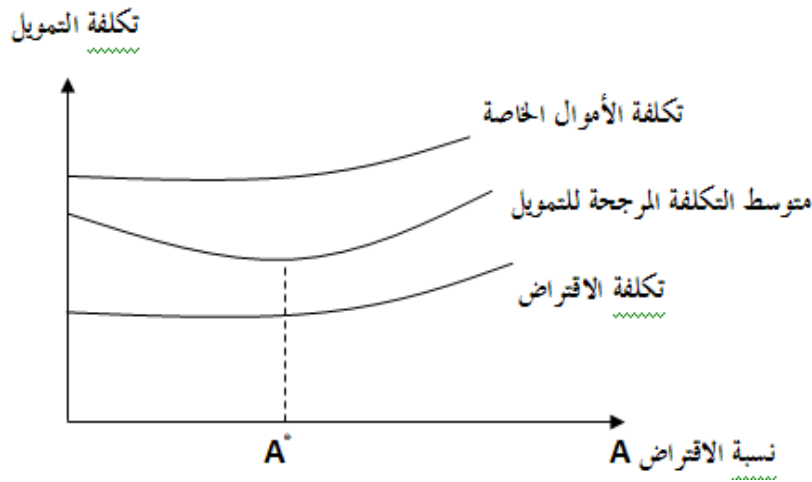 تكلفة التمويل
تكلفة الأموال الخاصة
متوسط التكلفة المرجحة للتمويل
تكلفة الاقتراض
A*
نسبة الاقتراض A